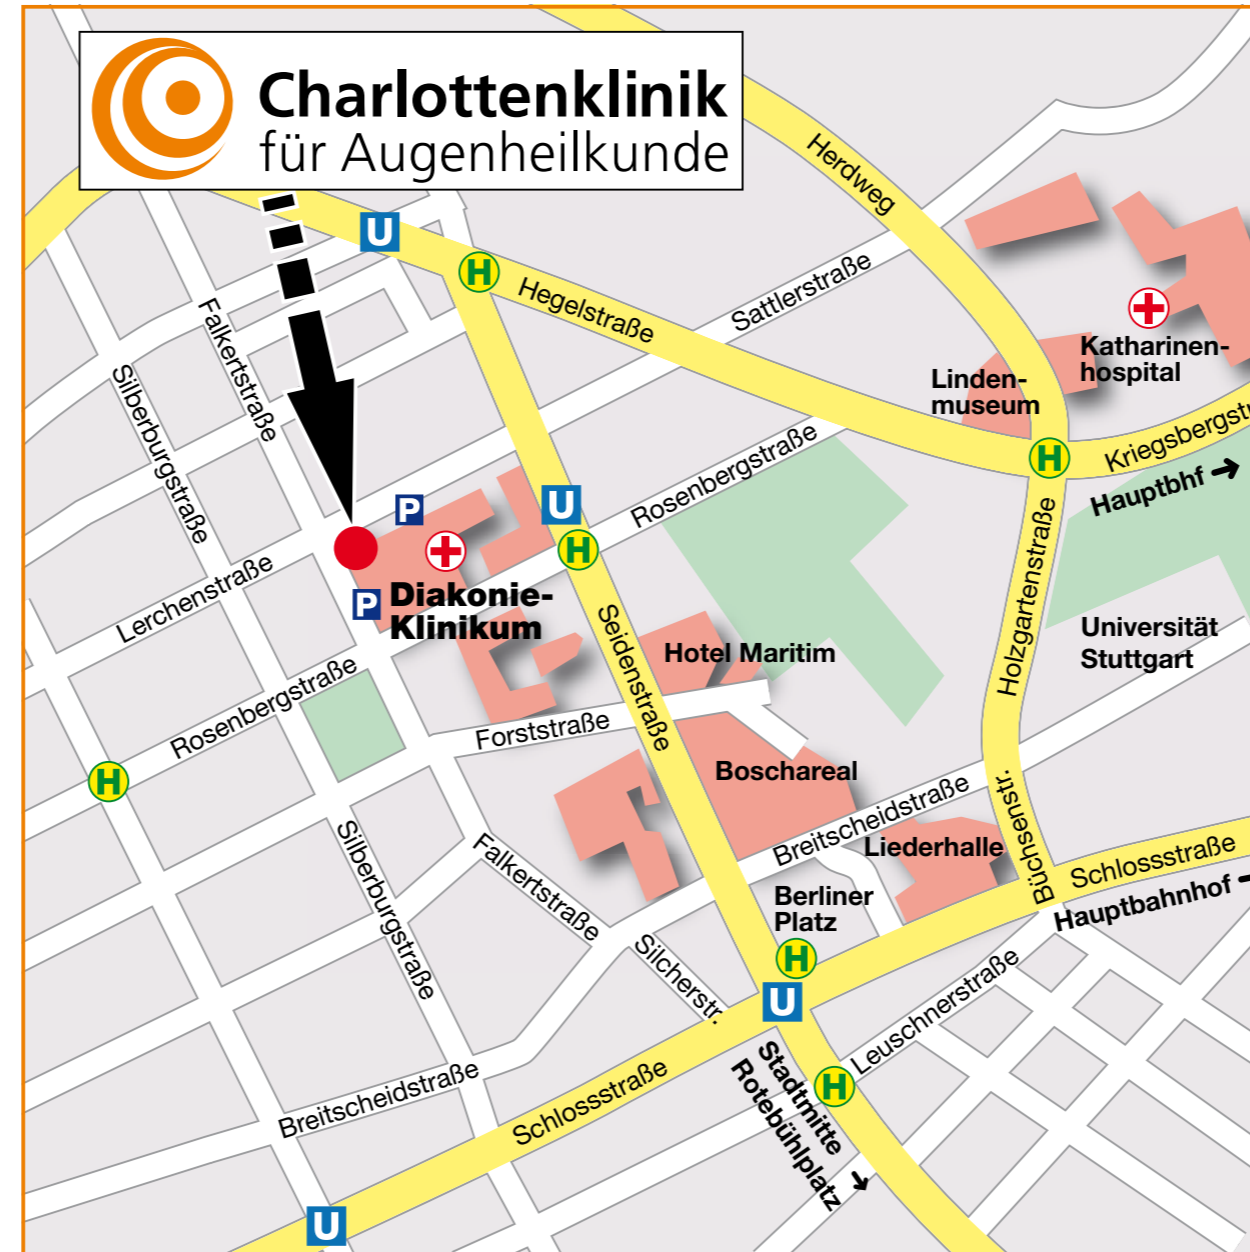 Charlottenklinik
für Augenheilkunde
Herdweg
U
H
Hegelstraße
Sattlerstraße
Falkertstraße
Silberburgstraße
Katharinen-
hospital
Linden-
museum
Kriegsbergstr
H
Hauptbhf
Rosenbergstraße
P
U
H
Holzgartenstraße
Lerchenstraße
P
Diakonie-
Klinikum
Seidenstraße
Hotel Maritim
Universität
Stuttgart
Rosenbergstraße
Forststraße
H
Boschareal
Breitscheidstraße
Liederhalle
Büchsenstr.
Schlossstraße
Hauptbahnhof
Silberburgstraße
Falkertstraße
Berliner
Platz
H
U
Silcherstr.
Leuschnerstraße
H
Stadtmitte
Rotebühlplatz
Breitscheidstraße
Schlossstraße
U